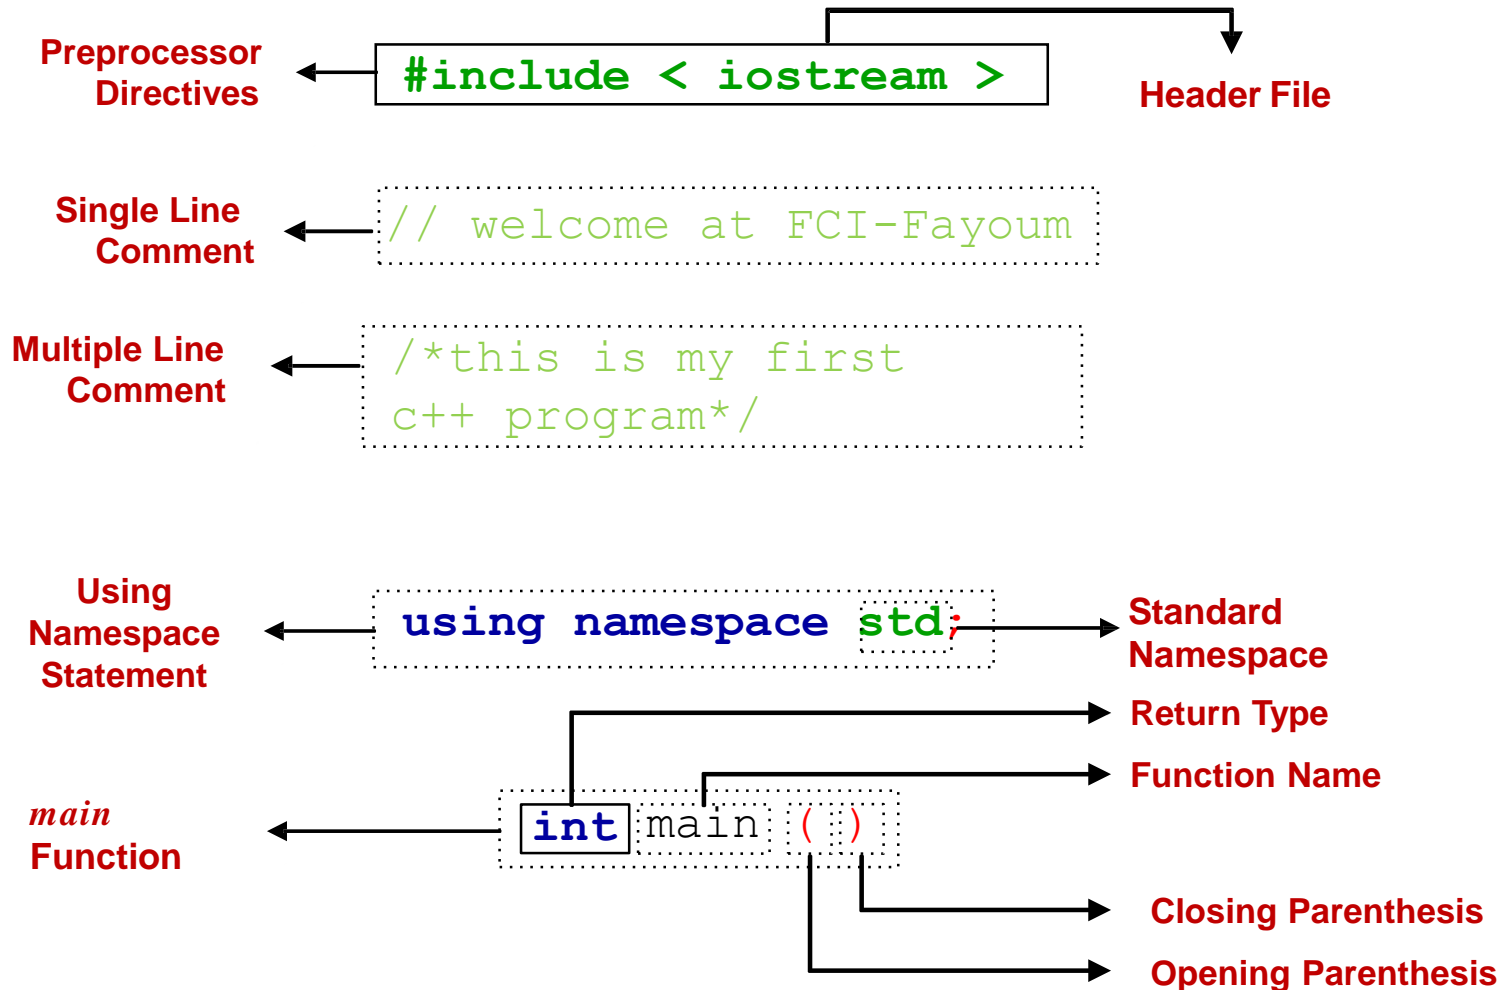 Preprocessor
Directives
#include < iostream >
Header File
Single Line
Comment
// welcome at FCI-Fayoum
Multiple Line
Comment
/*this is my first
c++ program*/
Using
Namespace
Statement
using namespace std;
Standard
Namespace
Return Type
Function Name
main
Function
int main ( )
Closing Parenthesis
Opening Parenthesis